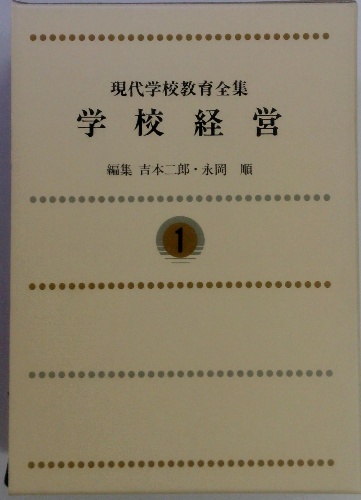 現代学校教育全集
学校経営
編集 吉本二郎・永岡 順
1